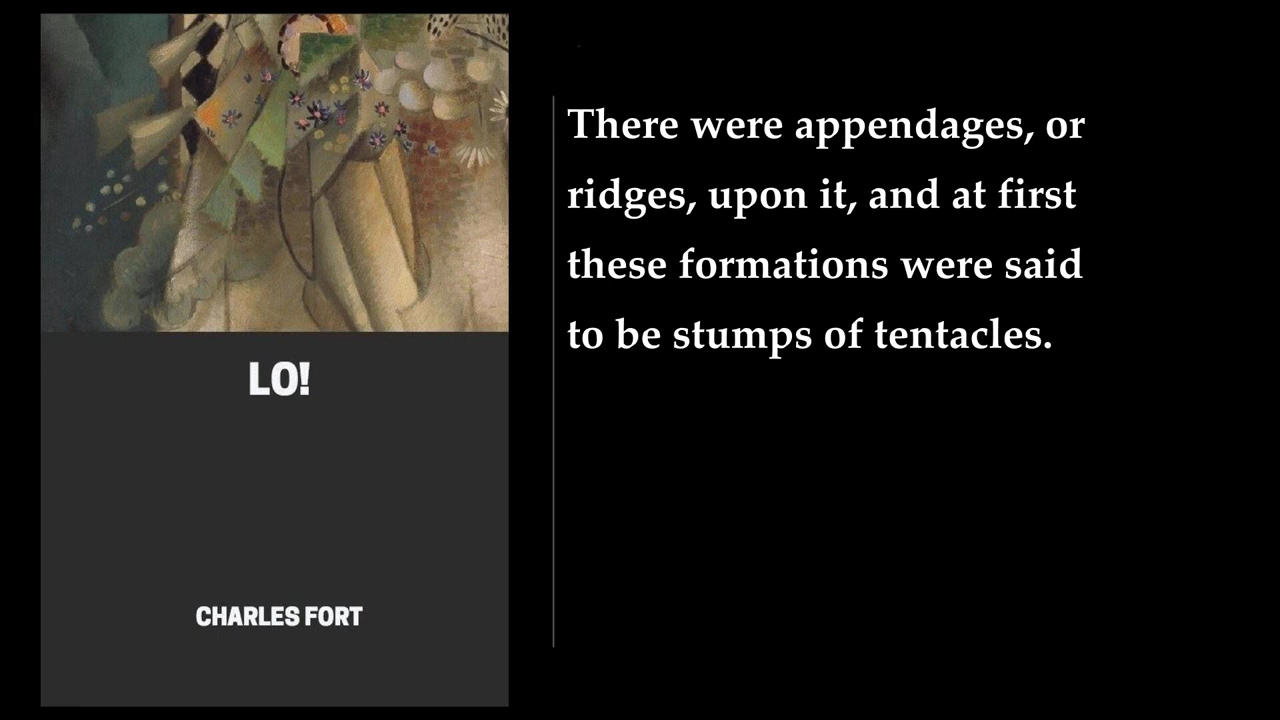 LO!
CHARLES FORT
There were appendages, or
ridges, upon it, and at first
these formations were said
to be stumps of tentacles.